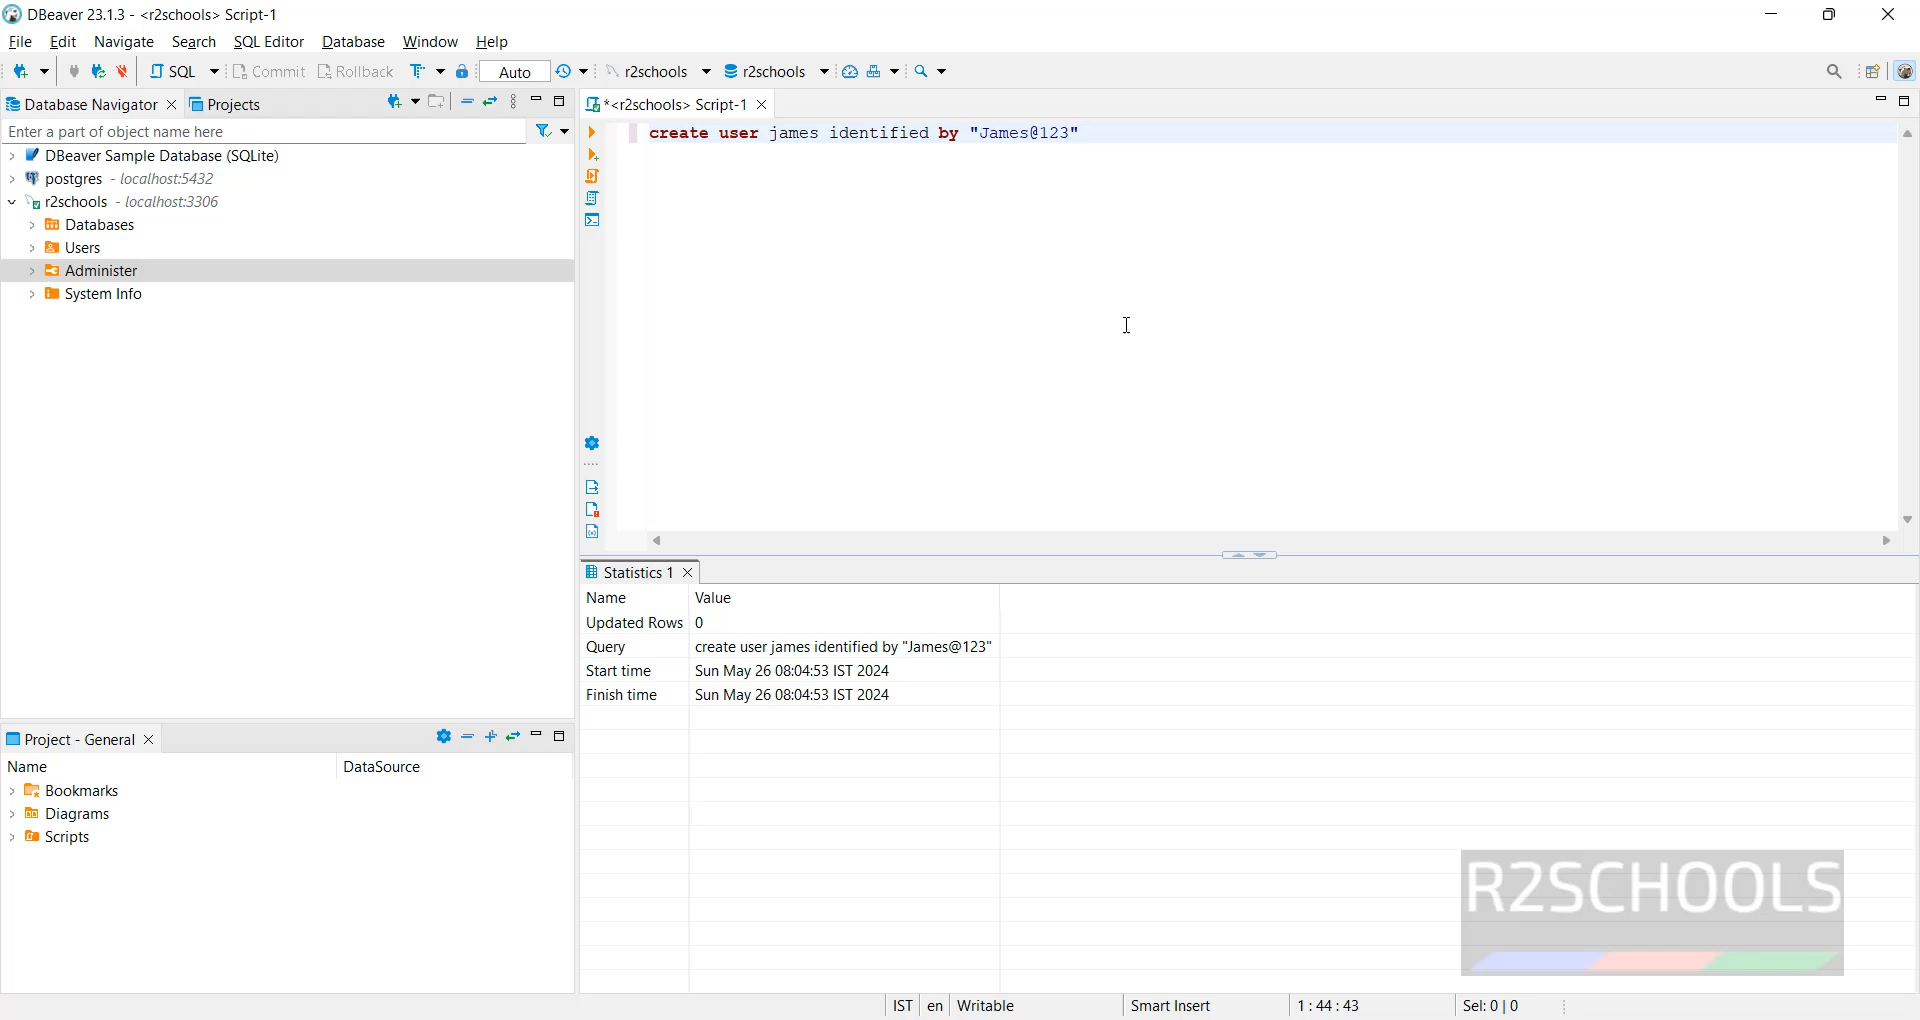 DBeaver 23.1.3 - <r2schools> Script-1
File Edit Navigate Search SQL Editor Database Window Help
SQL Commit Rollback Auto r2schools r2schools
Database Navigator Projects
*<r2schools> Script-1
Enter a part of object name here
create user james identified by "James@123"
DBeaver Sample Database (SQLite)
postgres - localhost:5432
r2schools - localhost:3306
Databases
Users
Administer
System Info
Statistics 1
Name Value
Updated Rows 0
Query create user james identified by "James@123"
Start time Sun May 26 08:04:53 IST 2024
Finish time Sun May 26 08:04:53 IST 2024
Project - General
Name DataSource
Bookmarks
Diagrams
Scripts
R2SCHOOLS
IST en Writable Smart Insert 1 : 44 : 43 Sel: 0 | 0